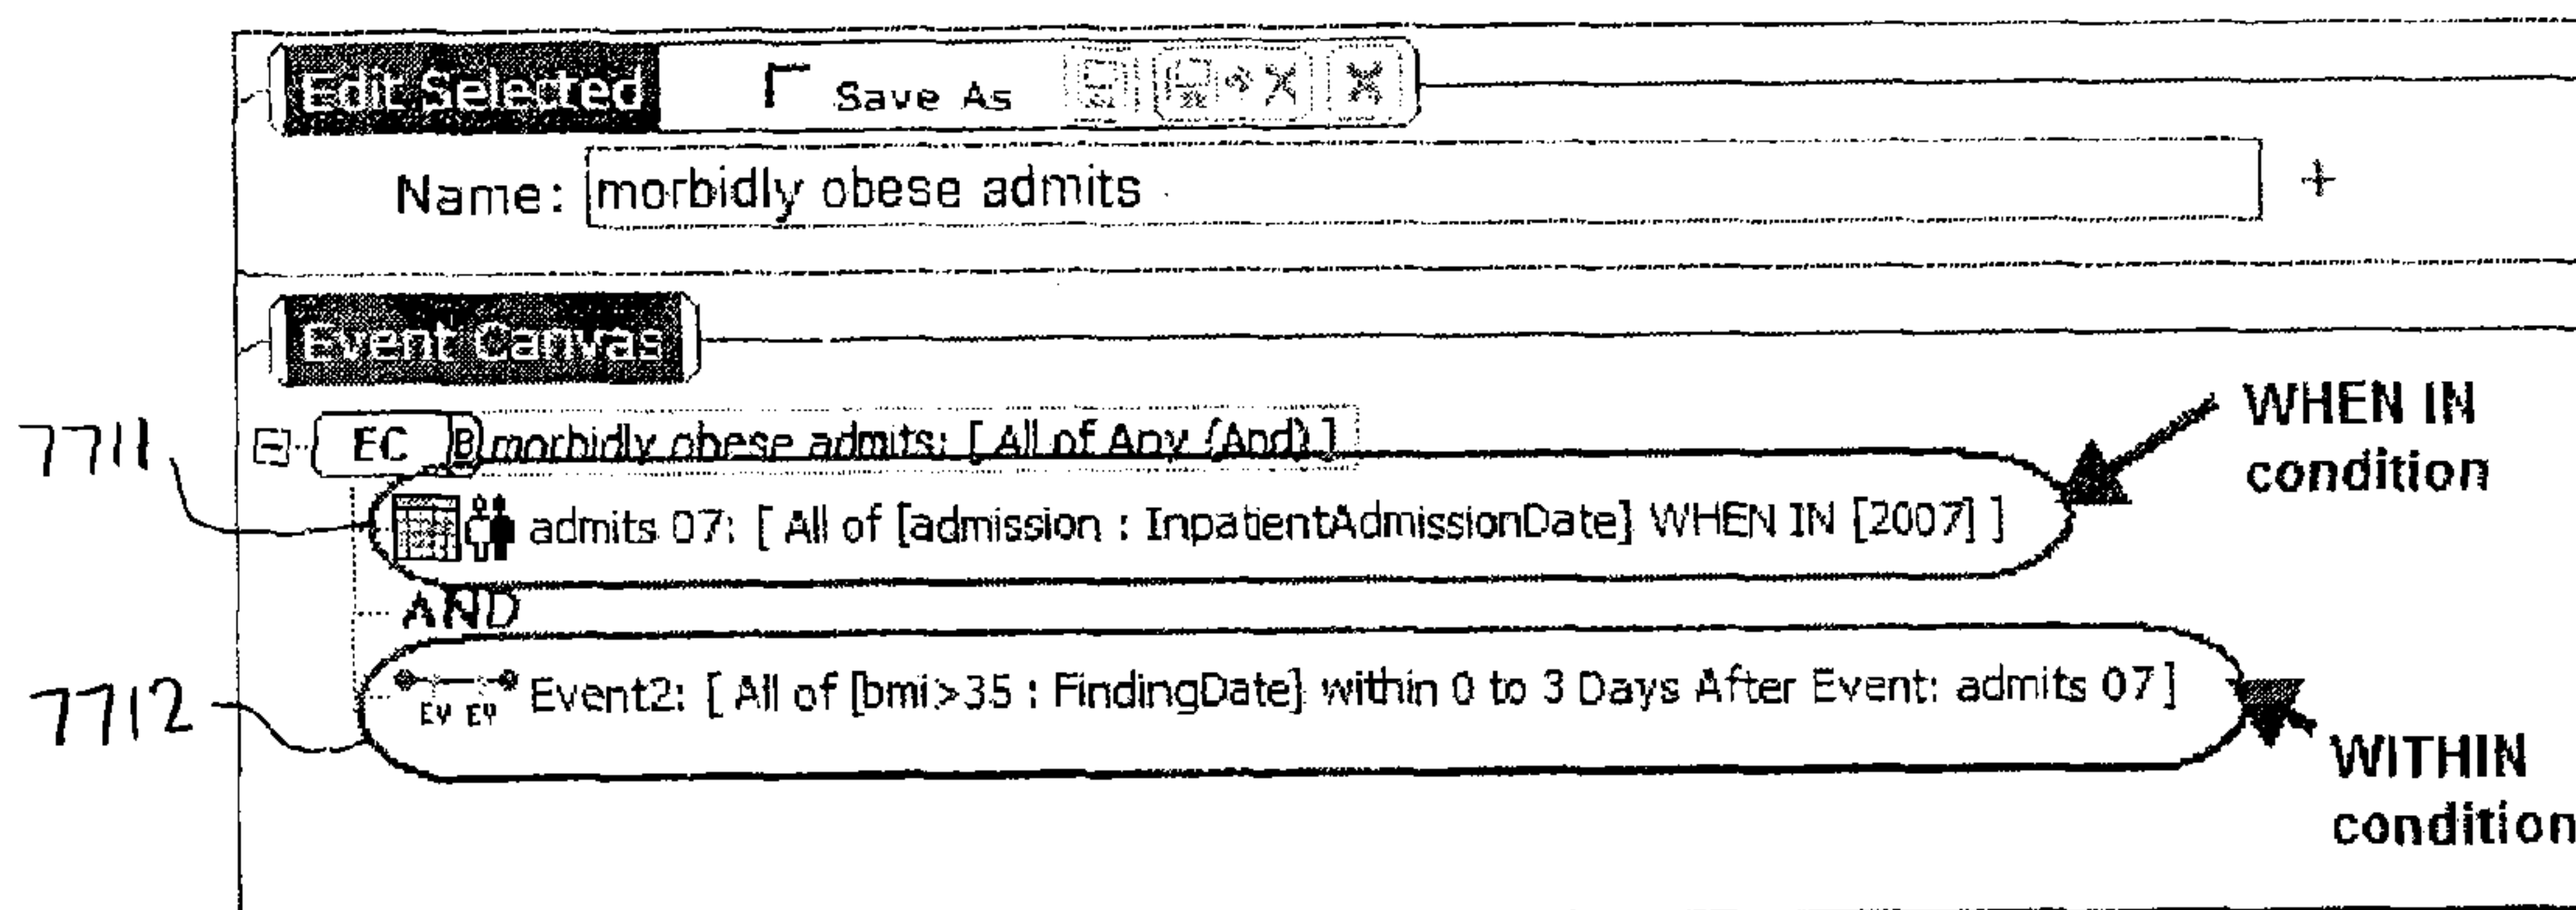 Edit Selected Save As
Name: morbidly obese admits +
Event Canvas
WHEN IN
condition
7711
EC B morbidly obese admits: [ All of Any (And) ]
admits 07: [ All of [admission : InpatientAdmissionDate] WHEN IN [2007] ]
AND
7712
EV EV Event2: [ All of [bmi>35 : FindingDate] within 0 to 3 Days After Event: admits 07]
WITHIN
condition